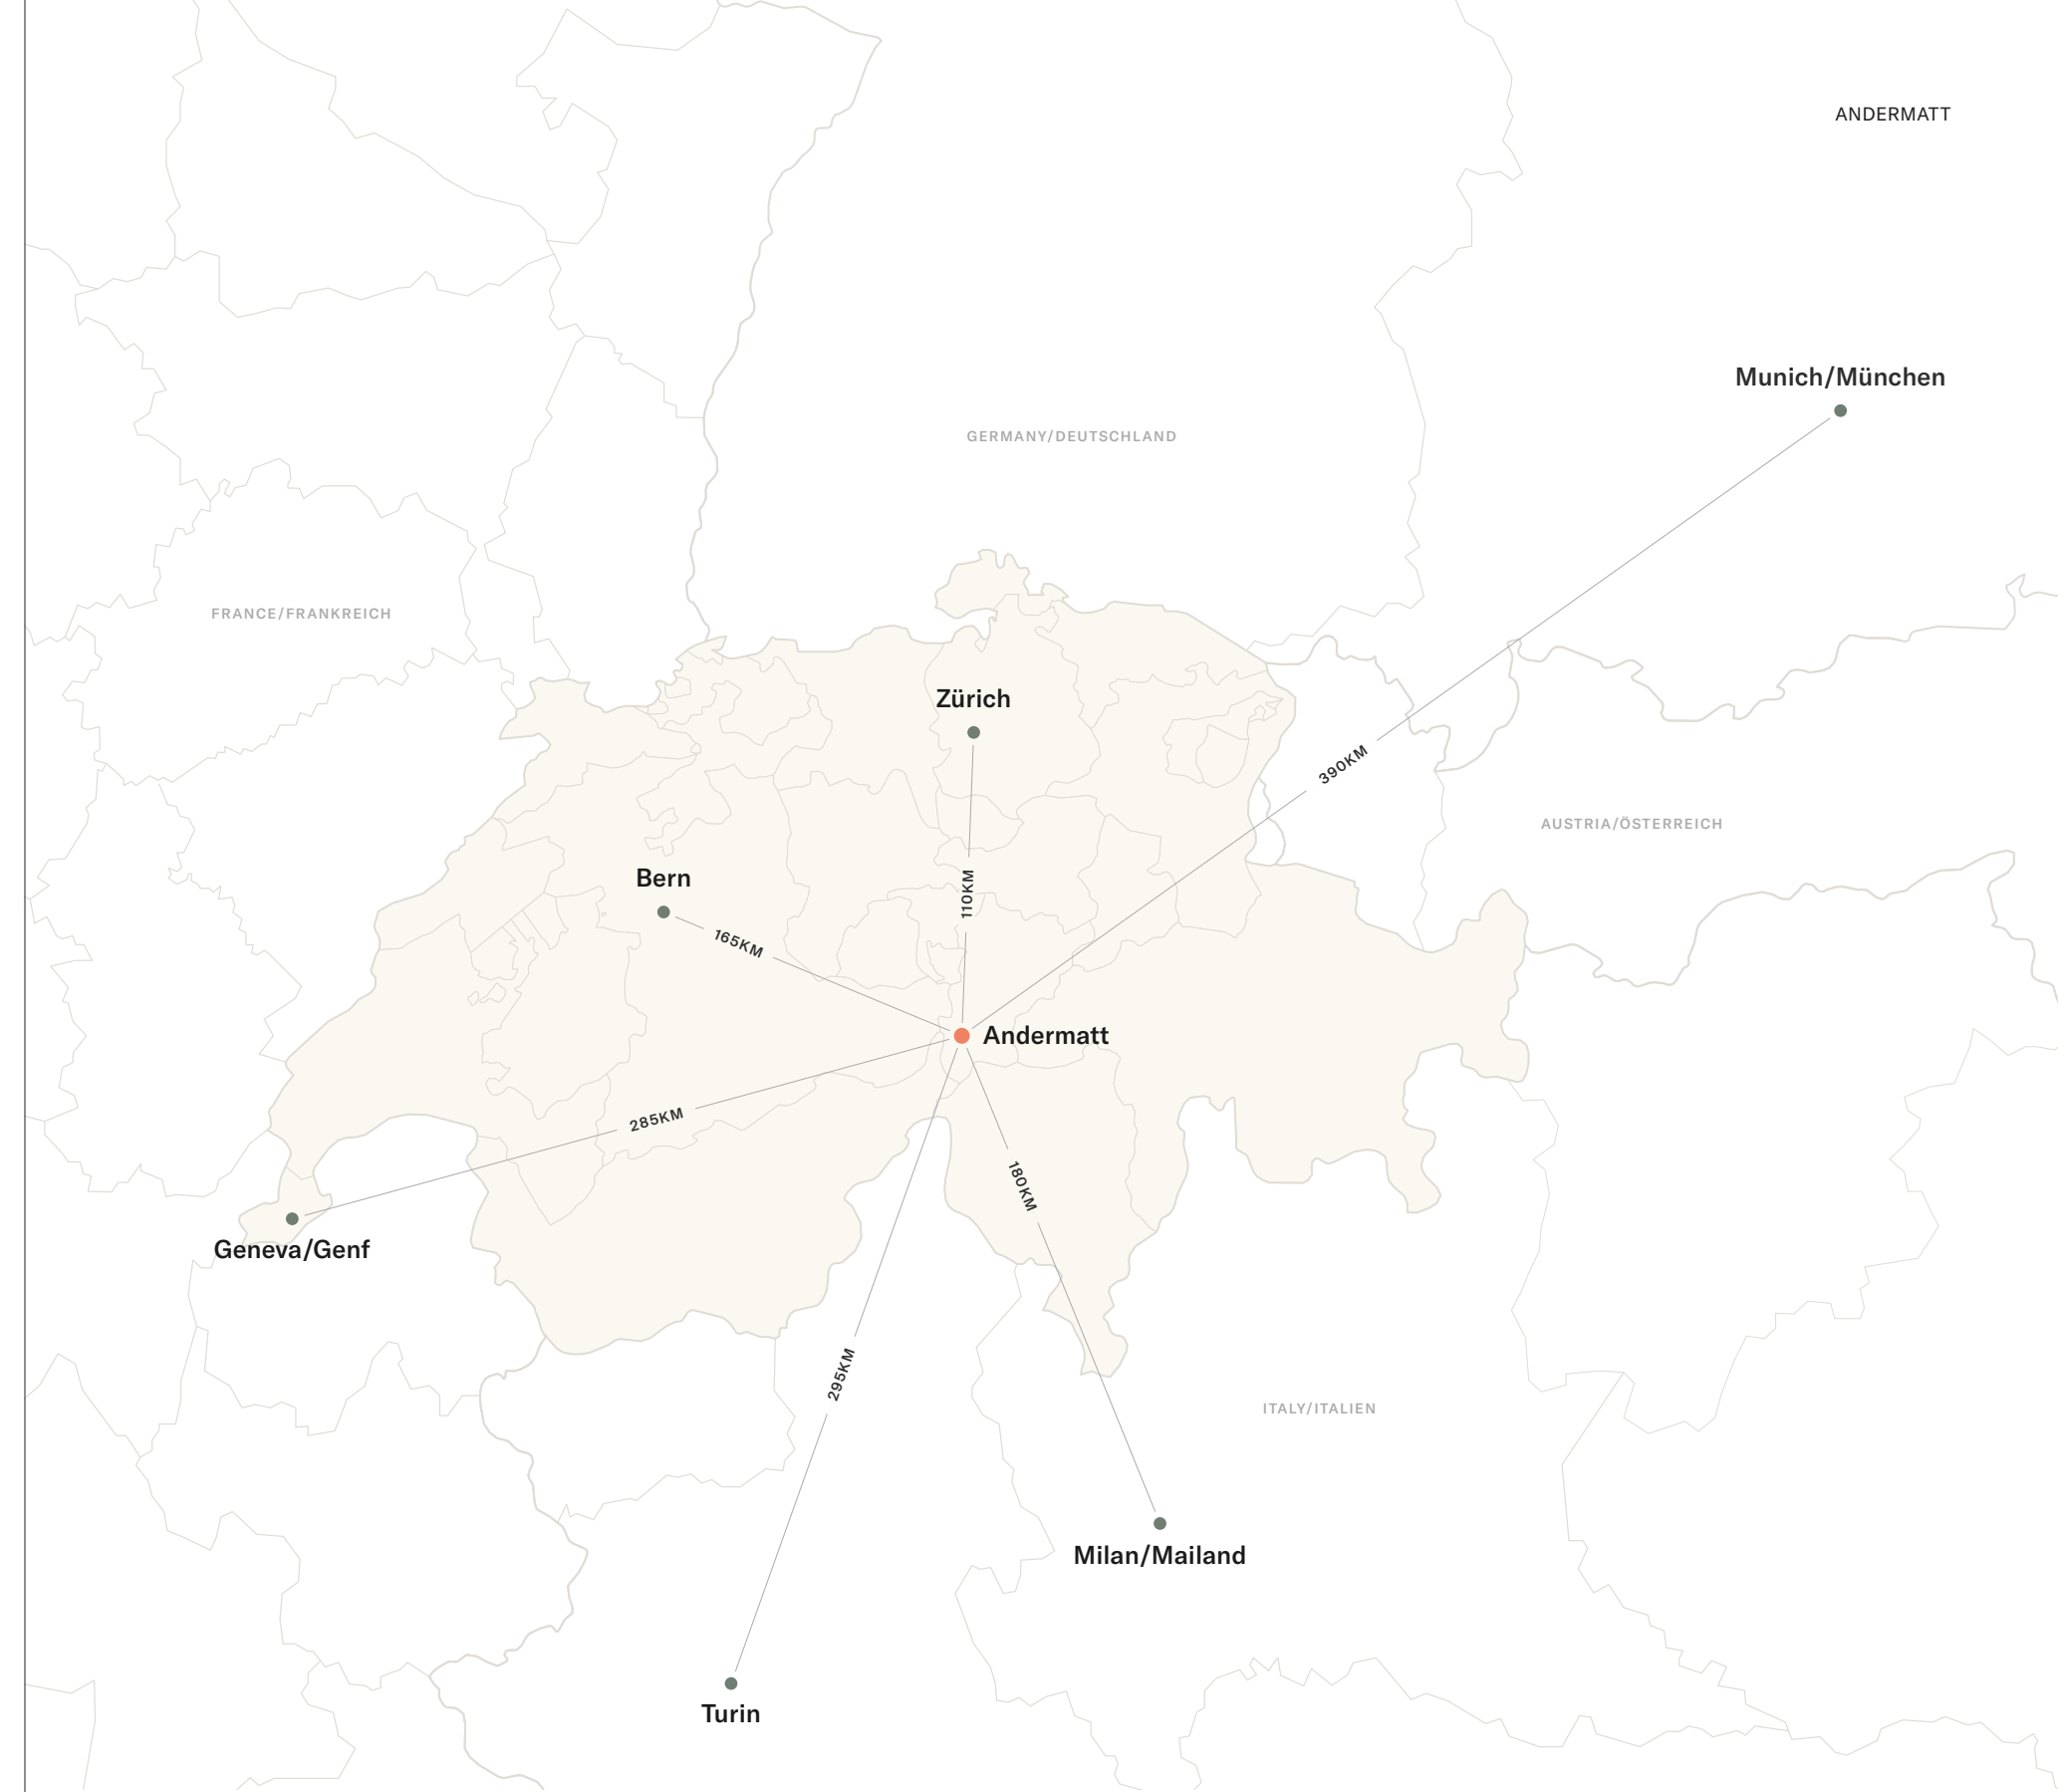 ANDERMATT
Munich/München
GERMANY/DEUTSCHLAND
FRANCE/FRANKREICH
Zürich
390KM
AUSTRIA/ÖSTERREICH
Bern
110KM
165KM
Andermatt
285KM
180KM
Geneva/Genf
295KM
ITALY/ITALIEN
Milan/Mailand
Turin